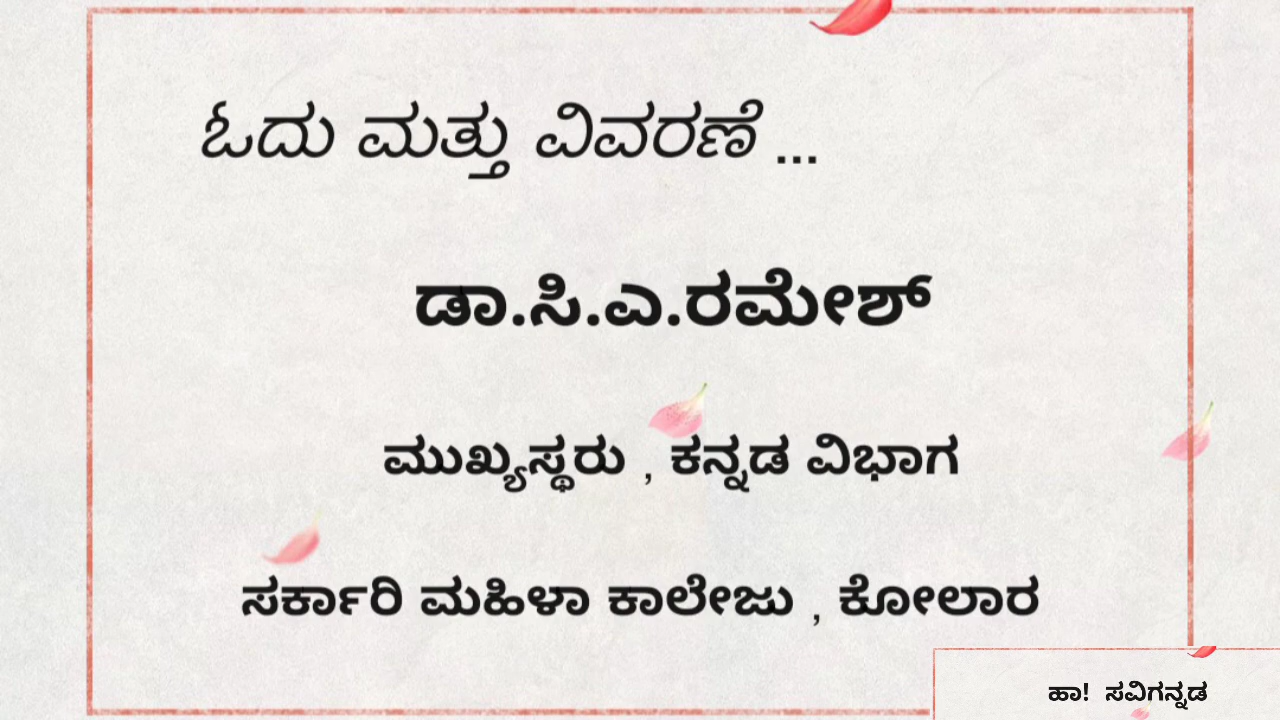 ಓದು ಮತ್ತು ವಿವರಣೆ ...
ಡಾ.ಸಿ.ಎ.ರಮೇಶ್
ಮುಖ್ಯಸ್ಥರು , ಕನ್ನಡ ವಿಭಾಗ
ಸರ್ಕಾರಿ ಮಹಿಳಾ ಕಾಲೇಜು , ಕೋಲಾರ
ಹಾ! ಸವಿಗನ್ನಡ